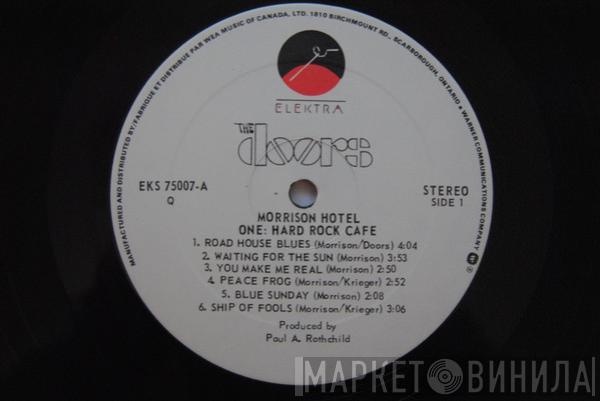 MANUFACTURED AND DISTRIBUTED BY/FABRIQUE ET DISTRIBUE PAR WEA MUSIC OF CANADA, LTD. 1810 BIRCHMOUNT RD., SCARBOROUGH, ONTARIO • A WARNER COMMUNICATIONS COMPANY
ELEKTRA
THE
doors
EKS 75007-A
Q
STEREO
SIDE 1
MORRISON HOTEL
ONE: HARD ROCK CAFE
1. ROAD HOUSE BLUES (Morrison/Doors) 4:04
2. WAITING FOR THE SUN (Morrison) 3:53
3. YOU MAKE ME REAL (Morrison) 2:50
4. PEACE FROG (Morrison/Krieger) 2:52
5. BLUE SUNDAY (Morrison) 2:08
6. SHIP OF FOOLS (Morrison/Krieger) 3:06
Produced by
Paul A. Rothchild
МАРКЕТ ВИНИЛА